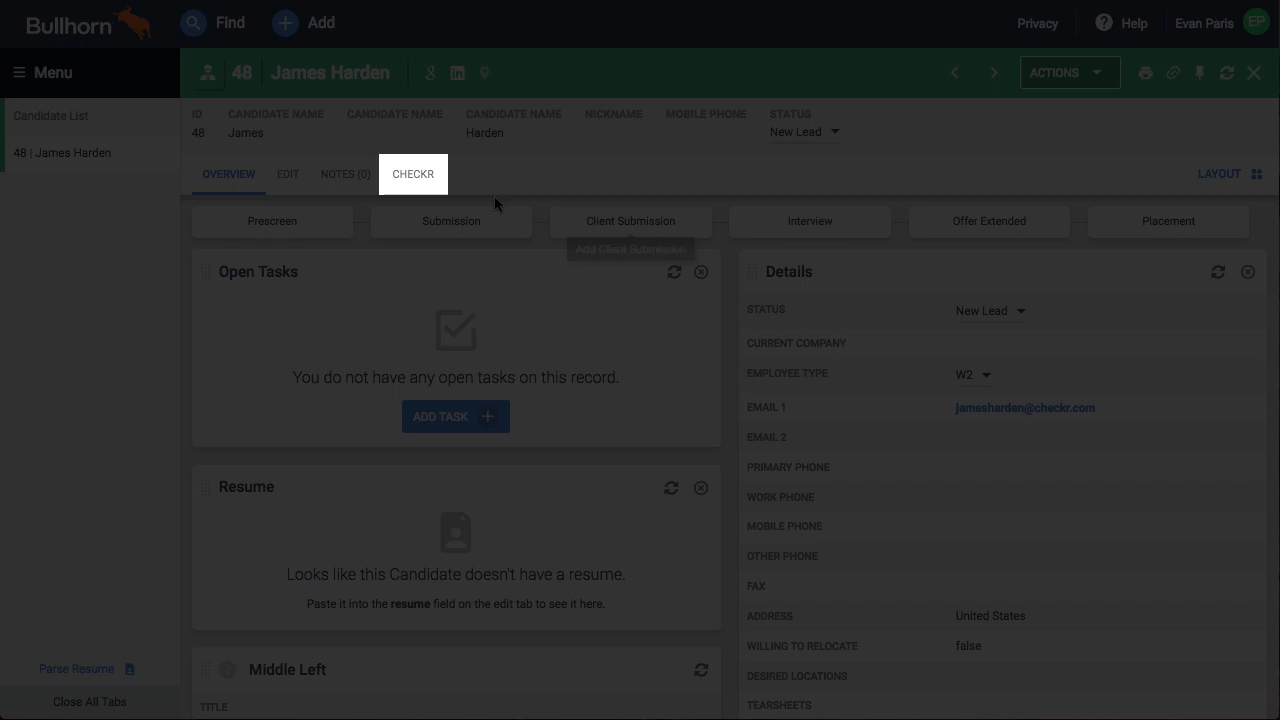 Bullhorn
Find
Add
Privacy
Help
Evan Paris
EP
Menu
48
James Harden
ACTIONS
Candidate List
48 | James Harden
ID
CANDIDATE NAME
CANDIDATE NAME
CANDIDATE NAME
NICKNAME
MOBILE PHONE
STATUS
48
James
Harden
New Lead
OVERVIEW
EDIT
NOTES (0)
CHECKR
LAYOUT
Prescreen
Submission
Client Submission
Interview
Offer Extended
Placement
Add Client Submission
Open Tasks
You do not have any open tasks on this record.
ADD TASK
Resume
Looks like this Candidate doesn't have a resume.
Paste it into the resume field on the edit tab to see it here.
Middle Left
TITLE
Details
STATUS
New Lead
CURRENT COMPANY
EMPLOYEE TYPE
W2
EMAIL 1
jamesharden@checkr.com
EMAIL 2
PRIMARY PHONE
WORK PHONE
MOBILE PHONE
OTHER PHONE
FAX
ADDRESS
United States
WILLING TO RELOCATE
false
DESIRED LOCATIONS
TEARSHEETS
Parse Resume
Close All Tabs